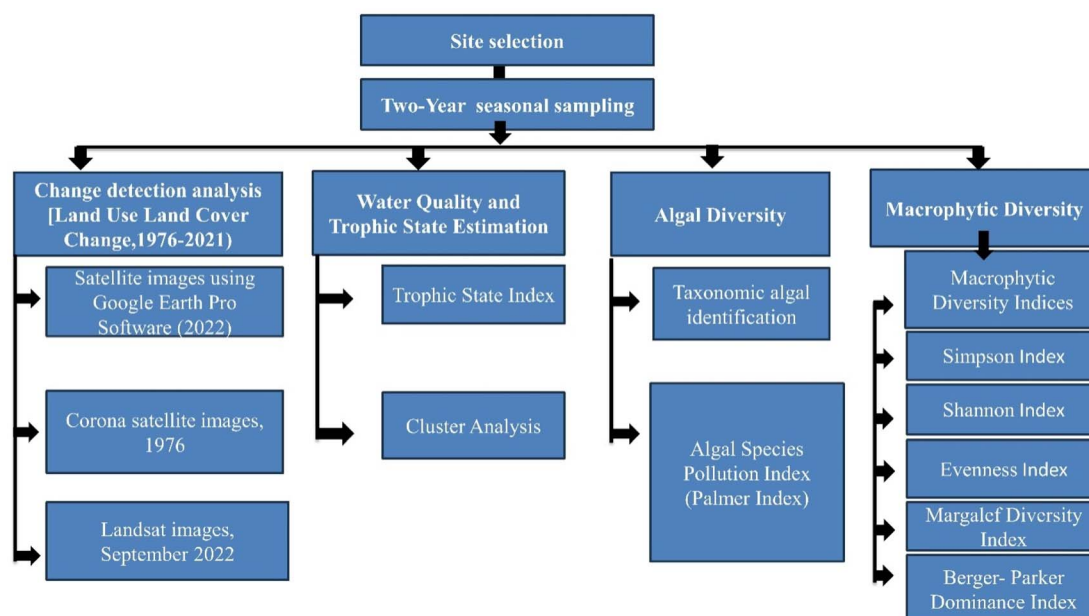 Site selection
Two-Year seasonal sampling
Change detection analysis
[Land Use Land Cover
Change,1976-2021)
Satellite images using
Google Earth Pro
Software (2022)
Corona satellite images,
1976
Landsat images,
September 2022
Water Quality and
Trophic State Estimation
Trophic State Index
Cluster Analysis
Algal Diversity
Taxonomic algal
identification
Algal Species
Pollution Index
(Palmer Index)
Macrophytic Diversity
Macrophytic
Diversity Indices
Simpson Index
Shannon Index
Evenness Index
Margalef Diversity
Index
Berger- Parker
Dominance Index